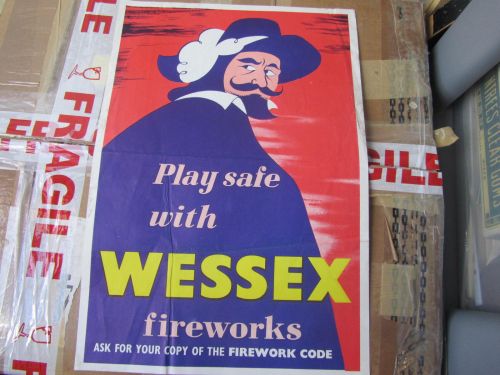 Play safe
with
WESSEX
fireworks
ASK FOR YOUR COPY OF THE FIREWORK CODE
FRAGILE
FRAGILE